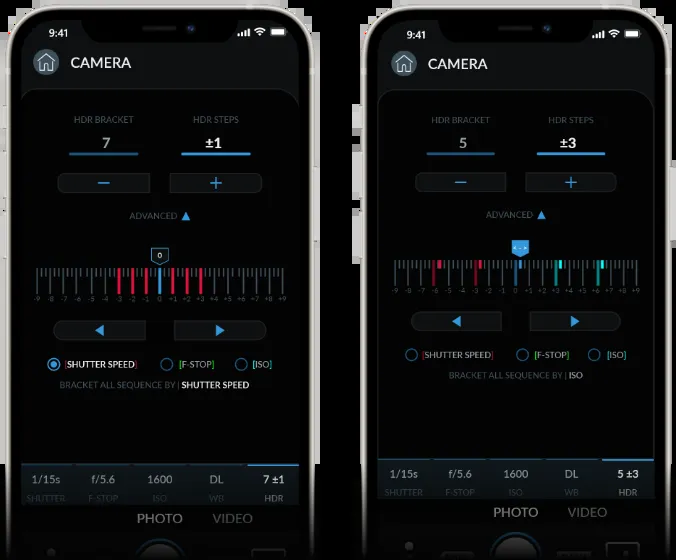 9:41
CAMERA
HDR BRACKET HDR STEPS
7 ±1
− +
ADVANCED
0
-9 -8 -7 -6 -5 -4 -3 -2 -1 0 +1 +2 +3 +4 +5 +6 +7 +8 +9
[SHUTTER SPEED] [F-STOP] [ISO]
BRACKET ALL SEQUENCE BY | SHUTTER SPEED
1/15s f/5.6 1600 DL 7 ±1
SHUTTER F-STOP ISO WB HDR
PHOTO VIDEO
9:41
CAMERA
HDR BRACKET HDR STEPS
5 ±3
− +
ADVANCED
-9 -8 -7 -6 -5 -4 -3 -2 -1 0 +1 +2 +3 +4 +5 +6 +7 +8 +9
[SHUTTER SPEED] [F-STOP] [ISO]
BRACKET ALL SEQUENCE BY | ISO
1/15s f/5.6 1600 DL 5 ±3
SHUTTER F-STOP ISO WB HDR
PHOTO VIDEO